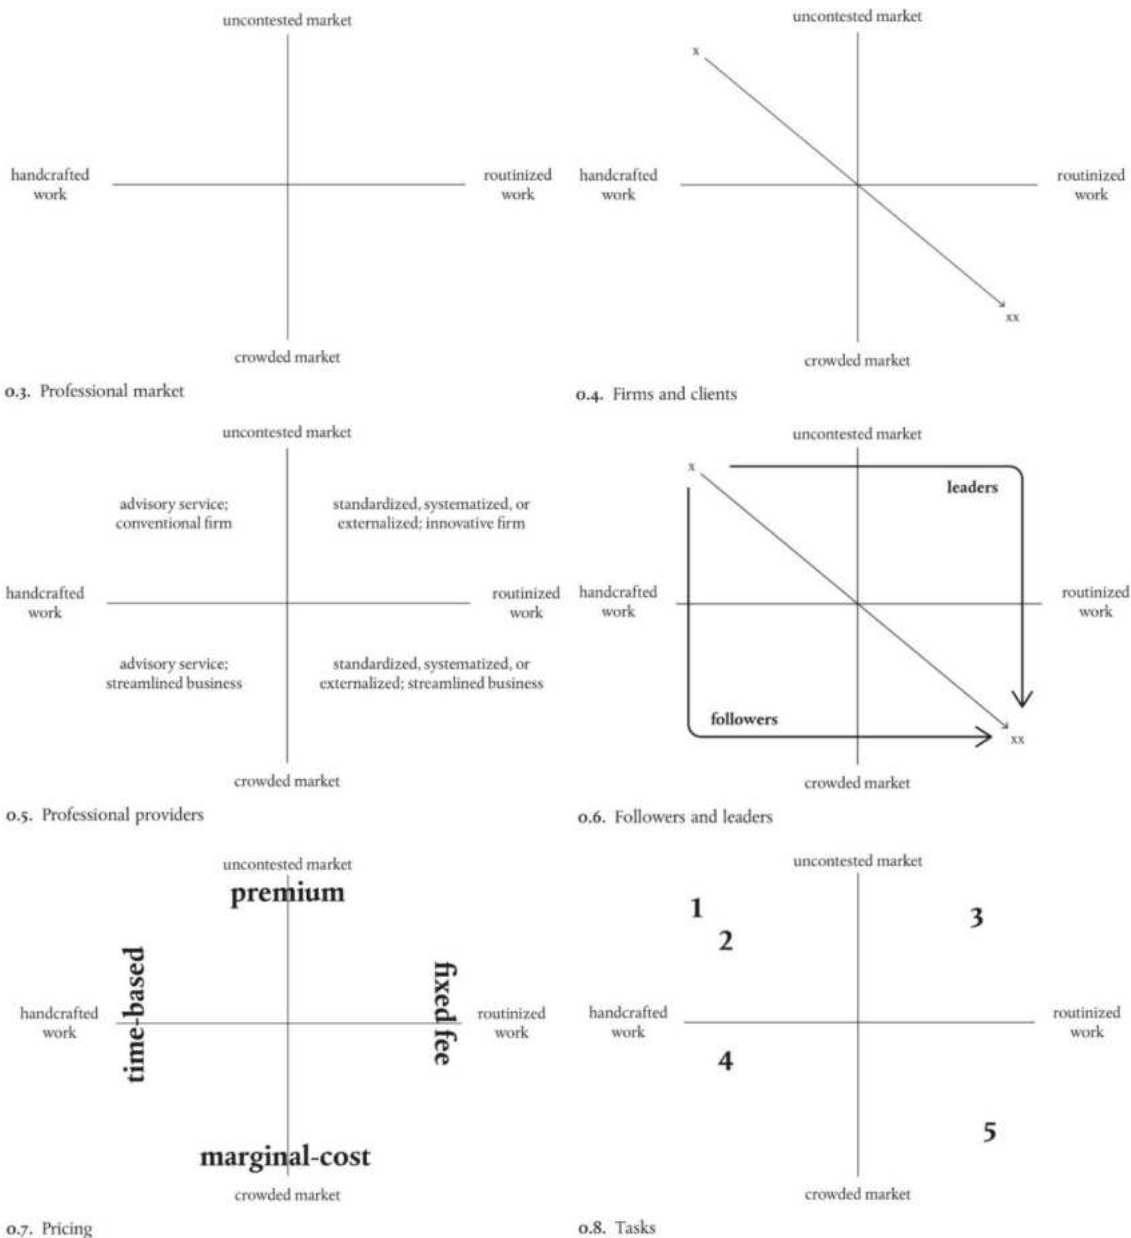 uncontested market
handcrafted
work
routinized
work
crowded market
0.3. Professional market
uncontested market
x
handcrafted
work
routinized
work
xx
crowded market
0.4. Firms and clients
uncontested market
advisory service;
conventional firm
standardized, systematized, or
externalized; innovative firm
handcrafted
work
routinized
work
advisory service;
streamlined business
standardized, systematized, or
externalized; streamlined business
crowded market
0.5. Professional providers
uncontested market
x
leaders
handcrafted
work
routinized
work
followers
xx
crowded market
0.6. Followers and leaders
uncontested market
premium
time-based
fixed fee
handcrafted
work
routinized
work
marginal-cost
crowded market
0.7. Pricing
uncontested market
1
2
3
handcrafted
work
routinized
work
4
5
crowded market
0.8. Tasks